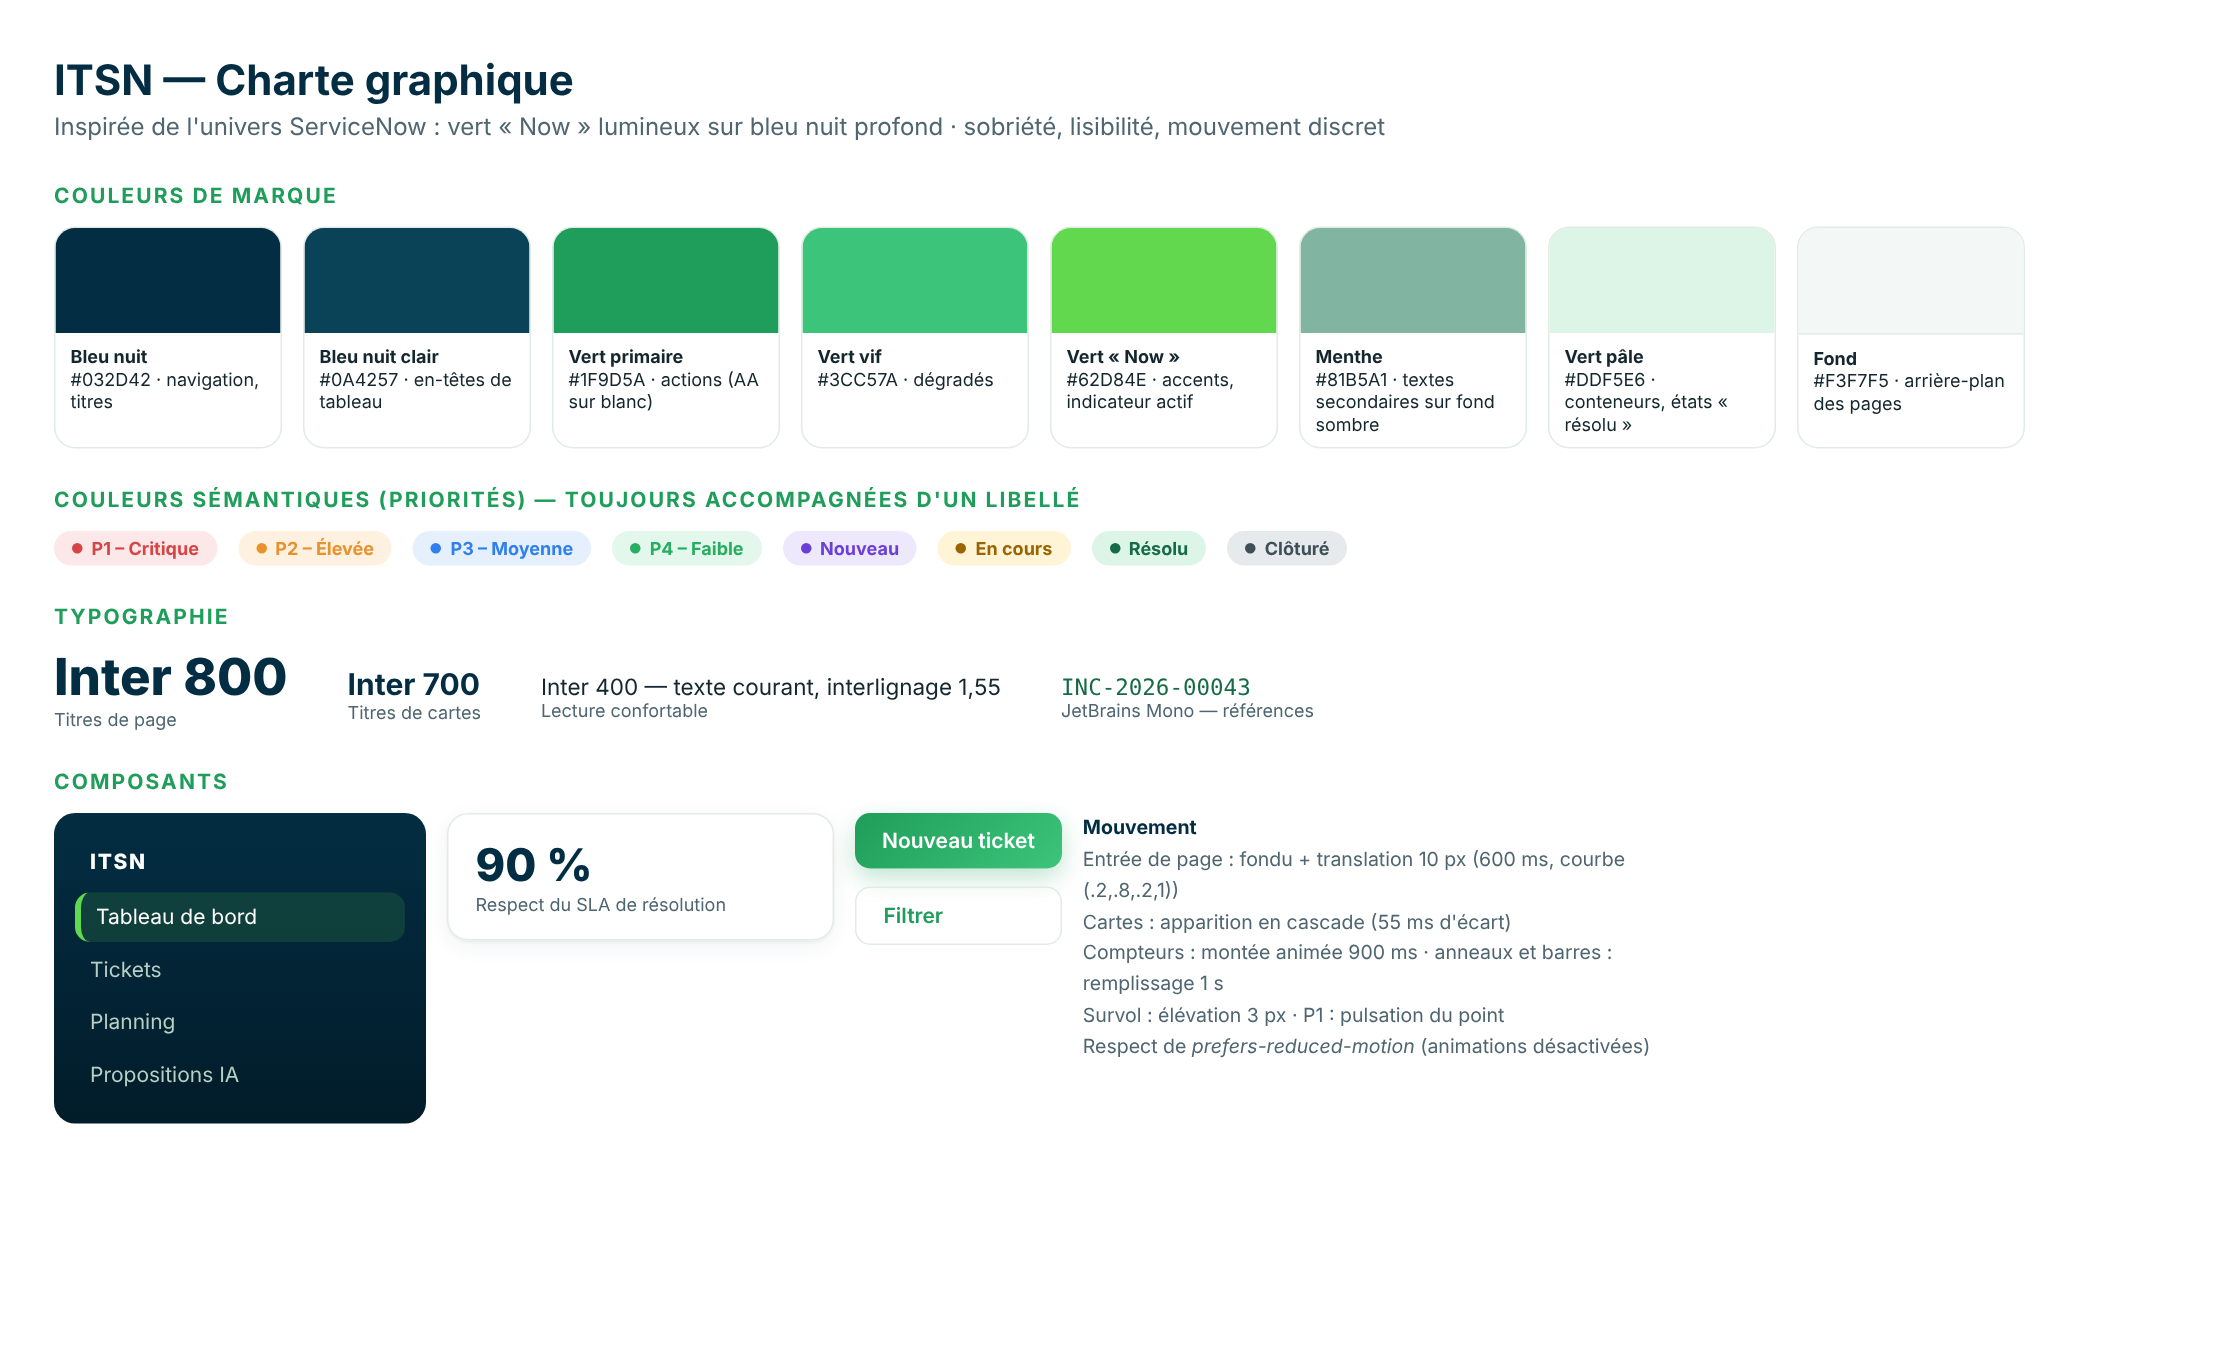 ITSN — Charte graphique
Inspirée de l'univers ServiceNow : vert « Now » lumineux sur bleu nuit profond · sobriété, lisibilité, mouvement discret
COULEURS DE MARQUE
Bleu nuit
#032D42 · navigation,
titres
Bleu nuit clair
#0A4257 · en-têtes de
tableau
Vert primaire
#1F9D5A · actions (AA
sur blanc)
Vert vif
#3CC57A · dégradés
Vert « Now »
#62D84E · accents,
indicateur actif
Menthe
#81B5A1 · textes
secondaires sur fond
sombre
Vert pâle
#DDF5E6 ·
conteneurs, états «
résolu »
Fond
#F3F7F5 · arrière-plan
des pages
COULEURS SÉMANTIQUES (PRIORITÉS) — TOUJOURS ACCOMPAGNÉES D'UN LIBELLÉ
P1 – Critique
P2 – Élevée
P3 – Moyenne
P4 – Faible
Nouveau
En cours
Résolu
Clôturé
TYPOGRAPHIE
Inter 800
Titres de page
Inter 700
Titres de cartes
Inter 400 — texte courant, interlignage 1,55
Lecture confortable
INC-2026-00043
JetBrains Mono — références
COMPOSANTS
ITSN
Tableau de bord
Tickets
Planning
Propositions IA
90 %
Respect du SLA de résolution
Nouveau ticket
Filtrer
Mouvement
Entrée de page : fondu + translation 10 px (600 ms, courbe
(.2,.8,.2,1))
Cartes : apparition en cascade (55 ms d'écart)
Compteurs : montée animée 900 ms · anneaux et barres :
remplissage 1 s
Survol : élévation 3 px · P1 : pulsation du point
Respect de prefers-reduced-motion (animations désactivées)